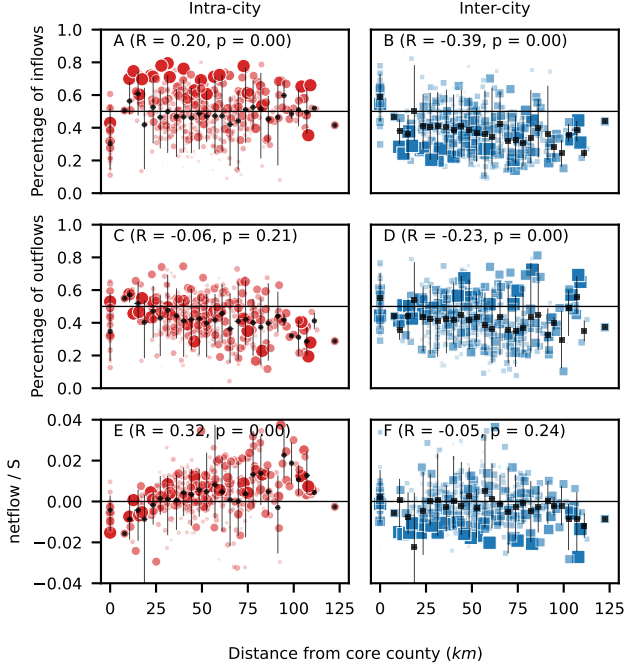 Intra-city
Inter-city
Percentage of inflows
1.0
0.8
0.6
0.4
0.2
0.0
A (R = 0.20, p = 0.00)
B (R = -0.39, p = 0.00)
Percentage of outflows
1.0
0.8
0.6
0.4
0.2
0.0
C (R = -0.06, p = 0.21)
D (R = -0.23, p = 0.00)
netflow / S
0.04
0.02
0.00
−0.02
−0.04
E (R = 0.32, p = 0.00)
F (R = -0.05, p = 0.24)
0 25 50 75 100 125
0 25 50 75 100 125
Distance from core county (km)